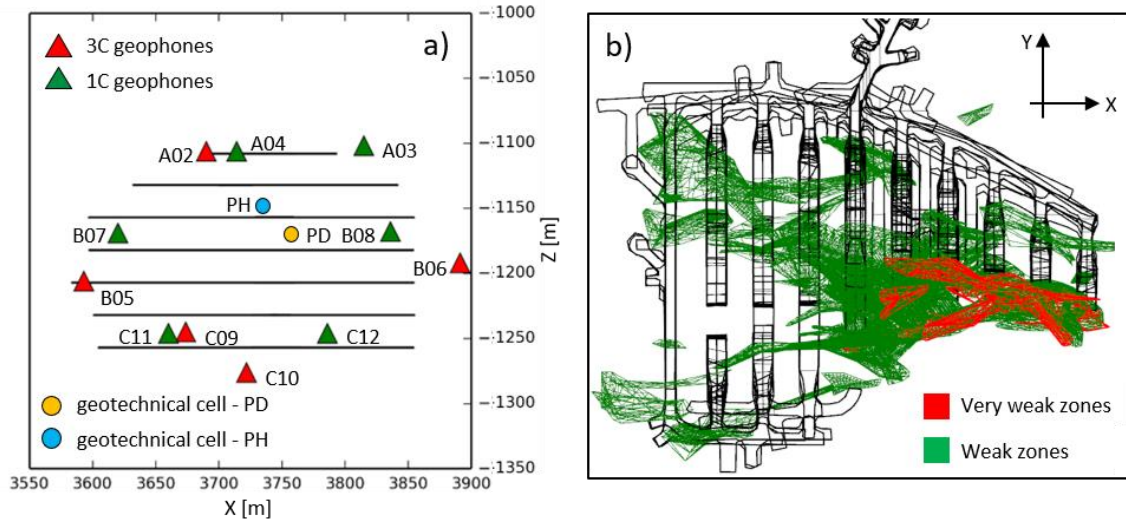 a)
3C geophones
1C geophones
A02
A04
A03
PH
B07
PD
B08
B06
B05
C11
C09
C12
C10
geotechnical cell - PD
geotechnical cell - PH
-1000
-1050
-1100
-1150
-1200
-1250
-1300
-1350
Z [m]
3550 3600 3650 3700 3750 3800 3850 3900
X [m]
b)
Y
X
Very weak zones
Weak zones